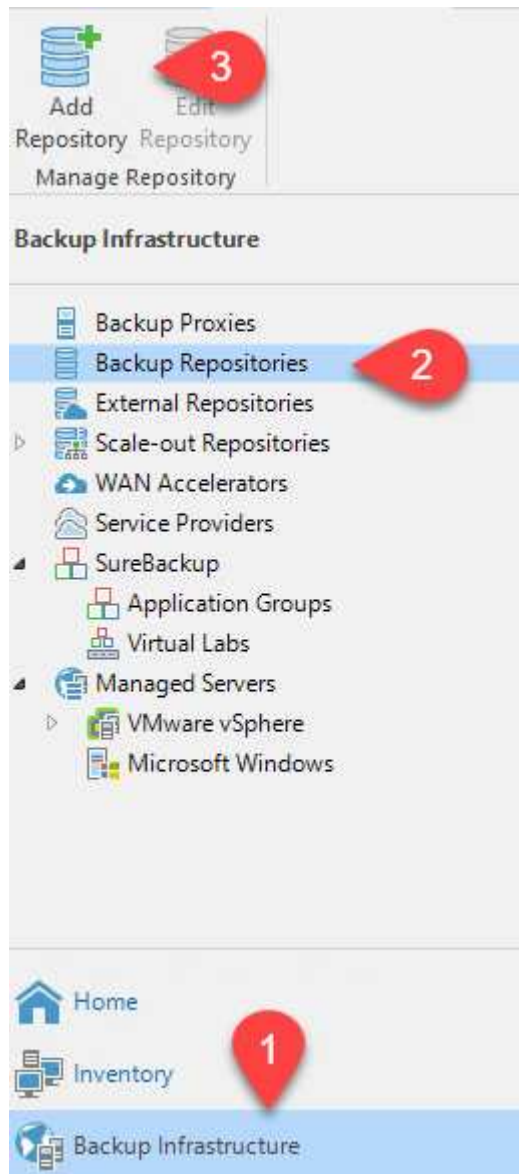 3
Add Edit
Repository Repository
Manage Repository
Backup Infrastructure
Backup Proxies
Backup Repositories
2
External Repositories
Scale-out Repositories
WAN Accelerators
Service Providers
SureBackup
Application Groups
Virtual Labs
Managed Servers
VMware vSphere
Microsoft Windows
Home
1
Inventory
Backup Infrastructure